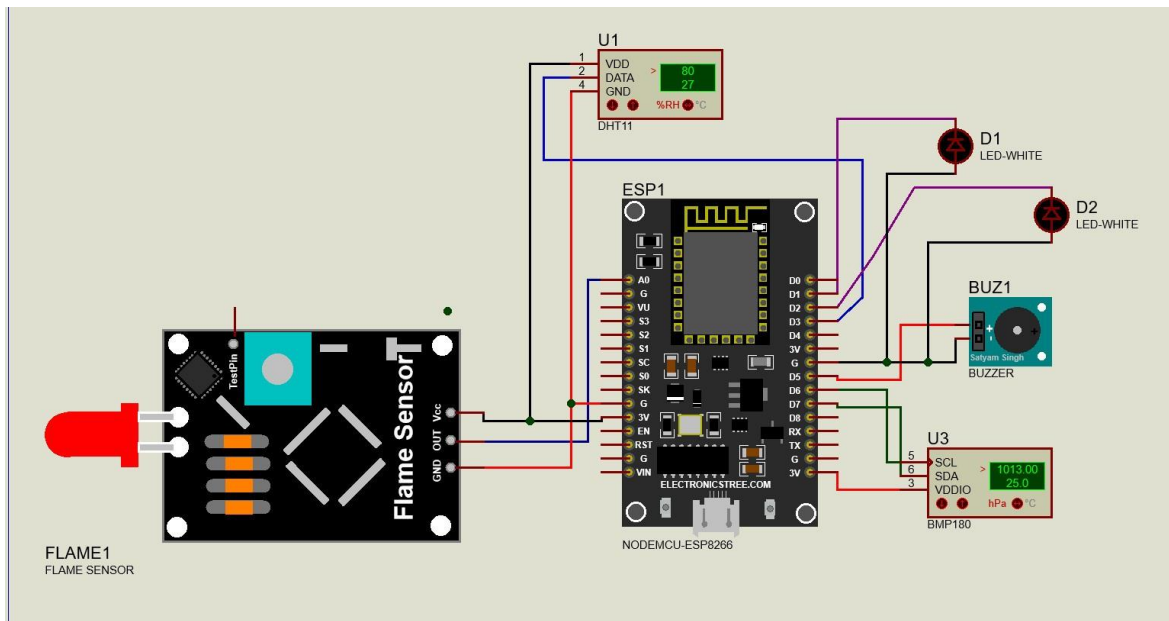 U1
1 VDD
2 DATA
4 GND
> 80
27
%RH °C
DHT11
D1
LED-WHITE
D2
LED-WHITE
ESP1
A0
G
VU
S3
S2
S1
SC
S0
SK
G
3V
EN
RST
G
VIN
D0
D1
D2
D3
D4
3V
G
D5
D6
D7
D8
RX
TX
G
3V
ELECTRONICSTREE.COM
NODEMCU-ESP8266
BUZ1
+
-
Satyam Singh
BUZZER
U3
5 SCL
6 SDA
3 VDDIO
> 1013.00
25.0
hPa °C
BMP180
TestPin
Flame Sensor
Vcc
OUT
GND
FLAME1
FLAME SENSOR